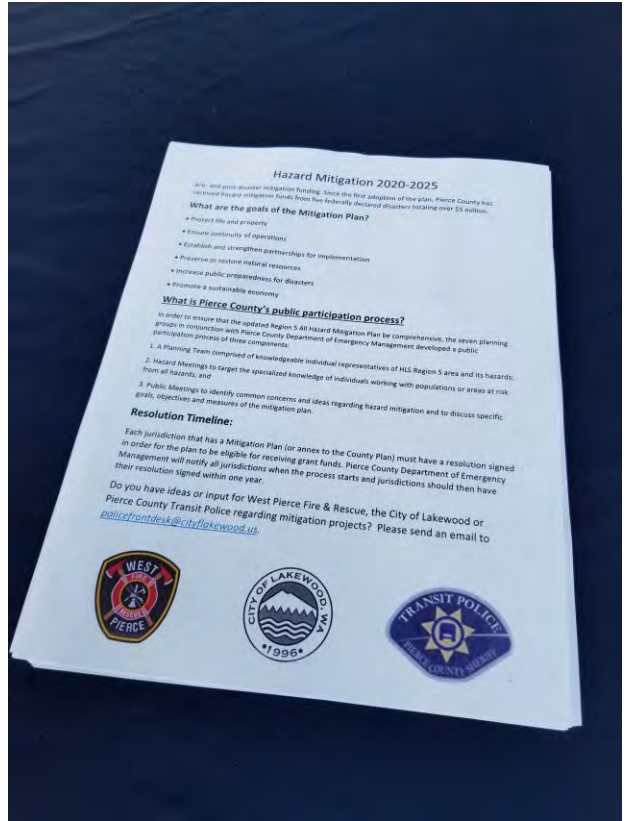 Hazard Mitigation 2020-2025
pre- and post-disaster mitigation funding. Since the first adoption of the plan, Pierce County has
received hazard mitigation funds from five federally declared disasters totaling over $5 million.
What are the goals of the Mitigation Plan?
• Protect life and property
• Ensure continuity of operations
• Establish and strengthen partnerships for implementation
• Preserve or restore natural resources
• Increase public preparedness for disasters
• Promote a sustainable economy
What is Pierce County's public participation process?
In order to ensure that the updated Region 5 All Hazard Mitigation Plan be comprehensive, the seven planning
groups in conjunction with Pierce County Department of Emergency Management developed a public
participation process of three components:
1. A Planning Team comprised of knowledgeable individual representatives of HLS Region 5 area and its hazards;
2. Hazard Meetings to target the specialized knowledge of individuals working with populations or areas at risk
from all hazards; and
3. Public Meetings to identify common concerns and ideas regarding hazard mitigation and to discuss specific
goals, objectives and measures of the mitigation plan.
Resolution Timeline:
Each jurisdiction that has a Mitigation Plan (or annex to the County Plan) must have a resolution signed
in order for the plan to be eligible for receiving grant funds. Pierce County Department of Emergency
Management will notify all jurisdictions when the process starts and jurisdictions should then have
their resolution signed within one year.
Do you have ideas or input for West Pierce Fire & Rescue, the City of Lakewood or
Pierce County Transit Police regarding mitigation projects? Please send an email to
policefrontdesk@cityflakewood.us.
WEST
FIRE
RESCUE
PIERCE
CITY OF LAKEWOOD, WA
•1996•
TRANSIT POLICE
PIERCE COUNTY SHERIFF